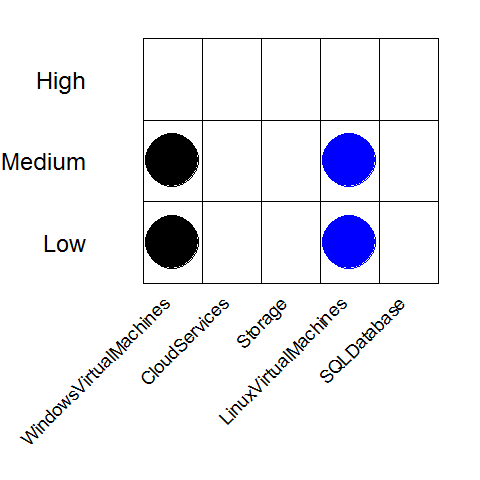 High
Medium
Low
WindowsVirtualMachines
CloudServices
Storage
LinuxVirtualMachines
SQLDatabase